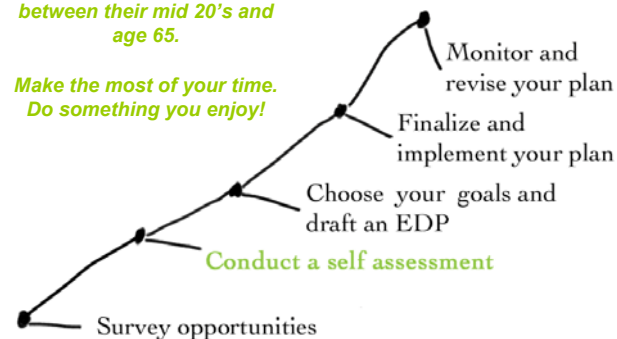 between their mid 20's and
age 65.
Make the most of your time.
Do something you enjoy!
Monitor and
revise your plan
Finalize and
implement your plan
Choose your goals and
draft an EDP
Conduct a self assessment
Survey opportunities